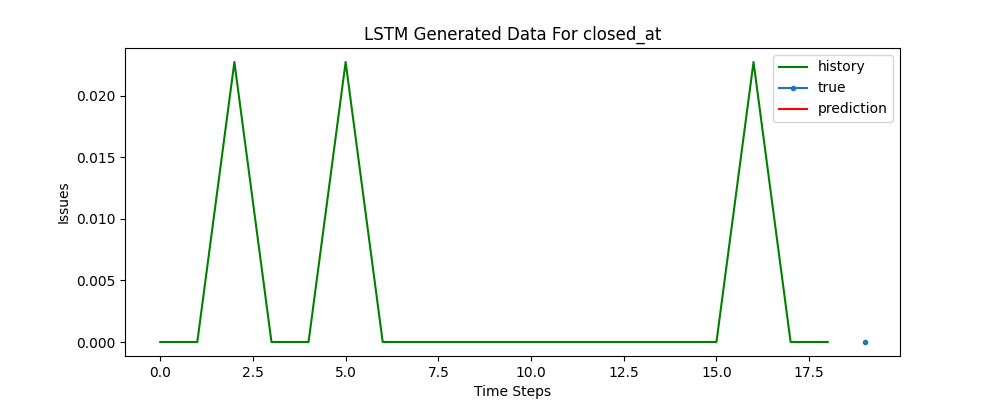 LSTM Generated Data For closed_at
history
true
prediction
0.020
0.015
0.010
0.005
0.000
Issues
0.0 2.5 5.0 7.5 10.0 12.5 15.0 17.5
Time Steps